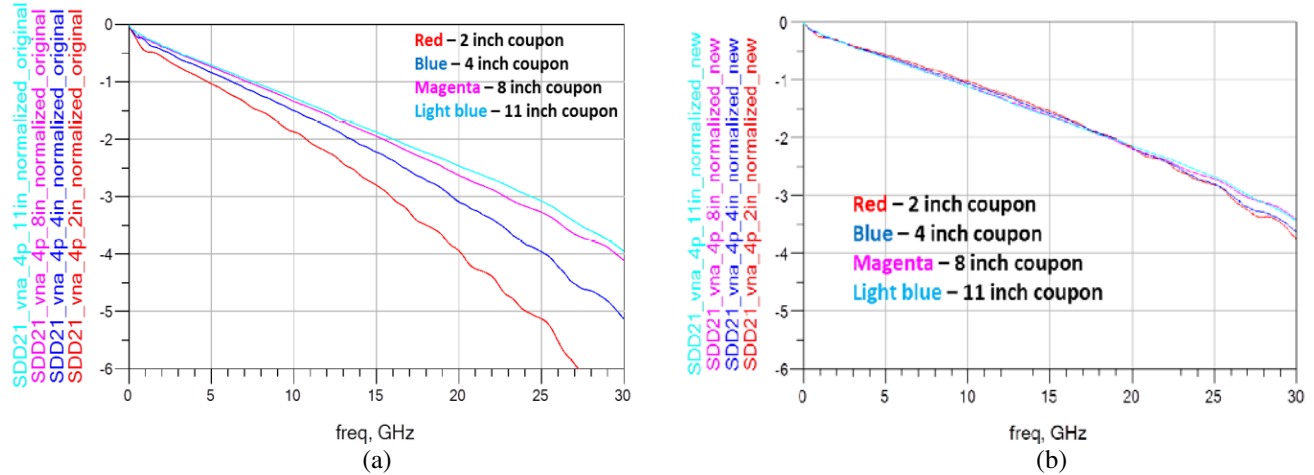 SDD21_vna_4p_11in_normalized_original
SDD21_vna_4p_8in_normalized_original
SDD21_vna_4p_4in_normalized_original
SDD21_vna_4p_2in_normalized_original
0
-1
-2
-3
-4
-5
-6
Red – 2 inch coupon
Blue – 4 inch coupon
Magenta – 8 inch coupon
Light blue – 11 inch coupon
0 5 10 15 20 25 30
freq, GHz
(a)
SDD21_vna_4p_11in_normalized_new
SDD21_vna_4p_8in_normalized_new
SDD21_vna_4p_4in_normalized_new
SDD21_vna_4p_2in_normalized_new
0
-1
-2
-3
-4
-5
-6
Red – 2 inch coupon
Blue – 4 inch coupon
Magenta – 8 inch coupon
Light blue – 11 inch coupon
0 5 10 15 20 25 30
freq, GHz
(b)